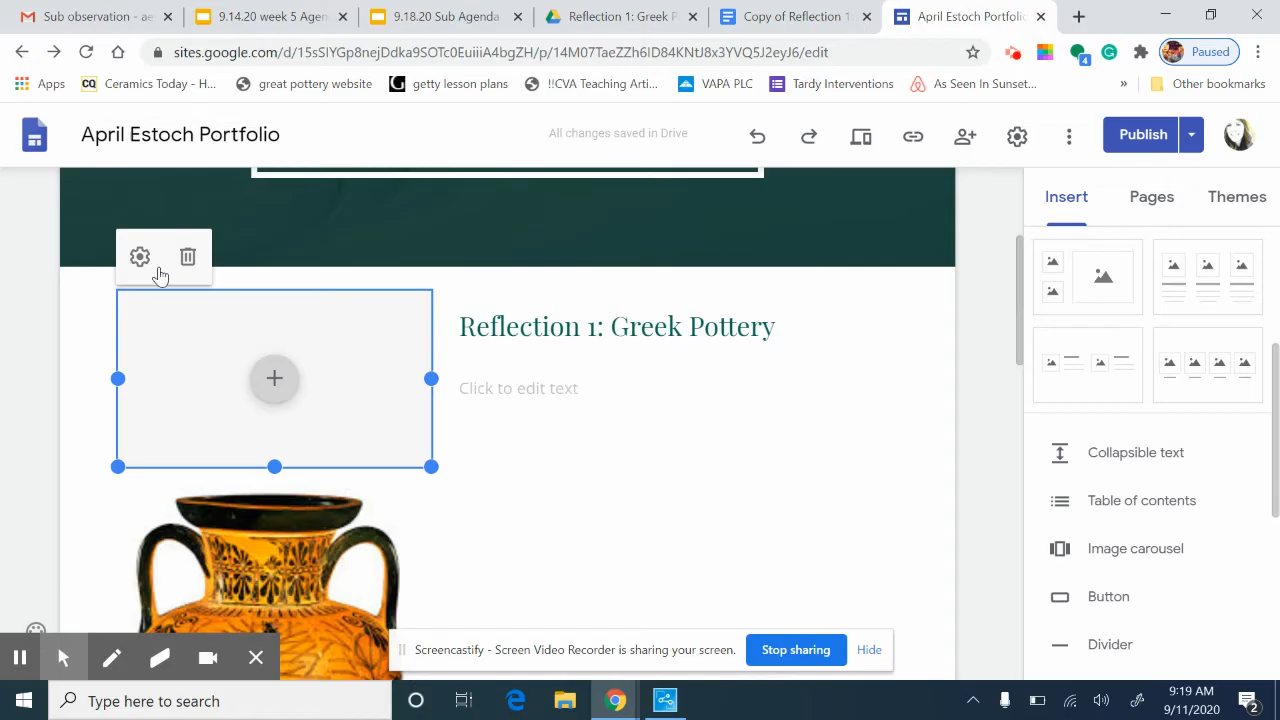 Sub observation - ae
9.14.20 week 5 Agen
9.18.20 Sub Agenda
Reflection 1:Greek P
Copy of Reflection 1
April Estoch Portfolio
sites.google.com/d/15sSlYGp8nejDdka9SOTc0EdliiA4bgZH/p/14M07TaeZZh6lD84KNtJ8x3YVQ5J2eyJ6/edit
4
Paused
Apps
CQ
Ceramics Today - H...
great pottery website
G
getty lesson plans
!!CVA Teaching Arti...
VAPA PLC
Tardy Interventions
As Seen In Sunset...
»
Other bookmarks
April Estoch Portfolio
All changes saved in Drive
Publish
Insert
Pages
Themes
Reflection 1: Greek Pottery
Click to edit text
Collapsible text
Table of contents
Image carousel
Button
Divider
Screencastify - Screen Video Recorder is sharing your screen.
Stop sharing
Hide
Type here to search
9:19 AM
9/11/2020
2